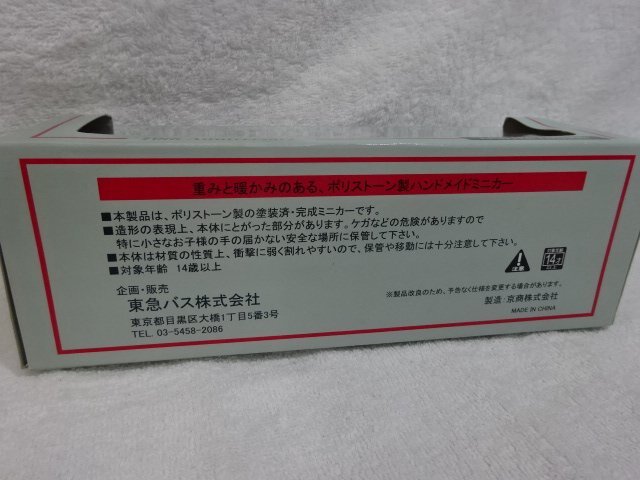 重みと暖かみのある、ポリストーン製ハンドメイドミニカー
■本製品は、ポリストーン製の塗装済・完成ミニカーです。
■造形の表現上、本体にとがった部分があります。ケガなどの危険がありますので
特に小さなお子様の手の届かない安全な場所に保管して下さい。
■本体は材質の性質上、衝撃に弱く割れやすいので、保管や移動には十分注意して下さい。
■対象年齢 14歳以上
注意
14才
企画・販売
東急バス株式会社
東京都目黒区大橋1丁目5番3号
TEL. 03-5458-2086
※製品改良のため、予告なく仕様を変更する場合があります。
製造:京商株式会社
MADE IN CHINA